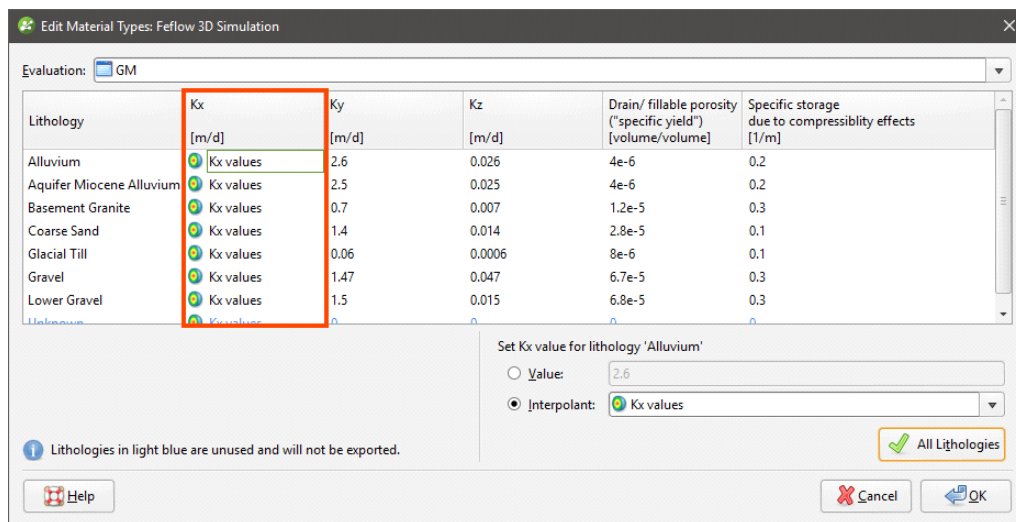 Edit Material Types: Feflow 3D Simulation
Evaluation: GM
Lithology Kx [m/d] Ky [m/d] Kz [m/d] Drain/ fillable porosity ("specific yield") [volume/volume] Specific storage due to compressiblity effects [1/m]
Alluvium Kx values 2.6 0.026 4e-6 0.2
Aquifer Miocene Alluvium Kx values 2.5 0.025 4e-6 0.2
Basement Granite Kx values 0.7 0.007 1.2e-5 0.3
Coarse Sand Kx values 1.4 0.014 2.8e-5 0.1
Glacial Till Kx values 0.06 0.0006 8e-6 0.1
Gravel Kx values 1.47 0.047 6.7e-5 0.3
Lower Gravel Kx values 1.5 0.015 6.8e-5 0.3
Unknown Kx values 0 0 0 0
Set Kx value for lithology 'Alluvium'
Value: 2.6
Interpolant: Kx values
Lithologies in light blue are unused and will not be exported.
All Lithologies
Help Cancel OK